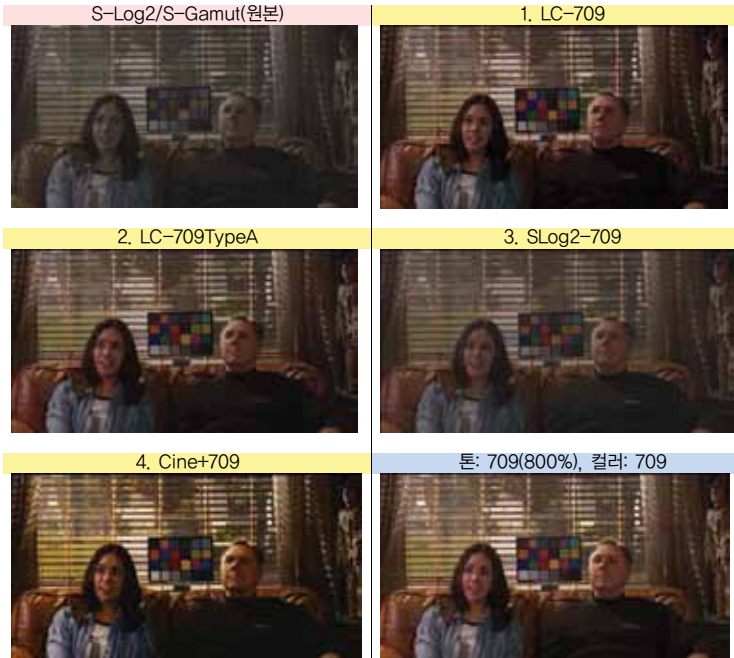 S-Log2/S-Gamut(원본)
1. LC-709
2. LC-709TypeA
3. SLog2-709
4. Cine+709
톤: 709(800%), 컬러: 709